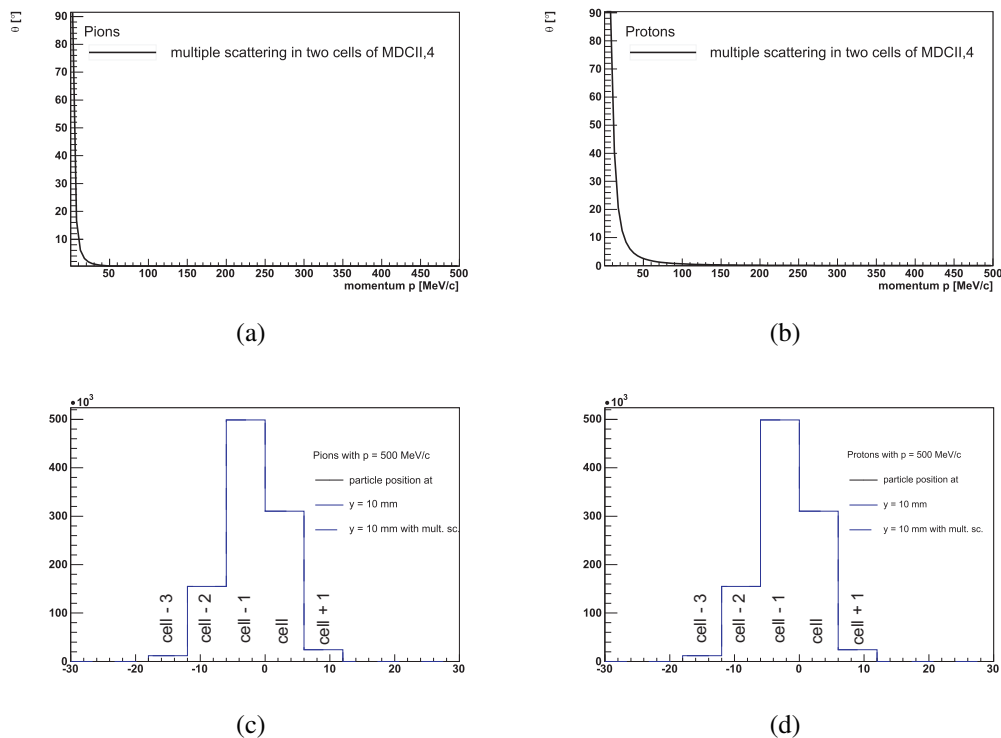 θ [°]
90
80
70
60
50
40
30
20
10
Pions
multiple scattering in two cells of MDCII,4
50 100 150 200 250 300 350 400 450 500
momentum p [MeV/c]
(a)
θ [°]
90
80
70
60
50
40
30
20
10
0
Protons
multiple scattering in two cells of MDCII,4
50 100 150 200 250 300 350 400 450 500
momentum p [MeV/c]
(b)
•10³
500
400
300
200
100
0
Pions with p = 500 MeV/c
particle position at
y = 10 mm
y = 10 mm with mult. sc.
cell - 3
cell - 2
cell - 1
cell
cell + 1
-30 -20 -10 0 10 20 30
(c)
•10³
500
400
300
200
100
0
Protons with p = 500 MeV/c
particle position at
y = 10 mm
y = 10 mm with mult. sc.
cell - 3
cell - 2
cell - 1
cell
cell + 1
-30 -20 -10 0 10 20 30
(d)